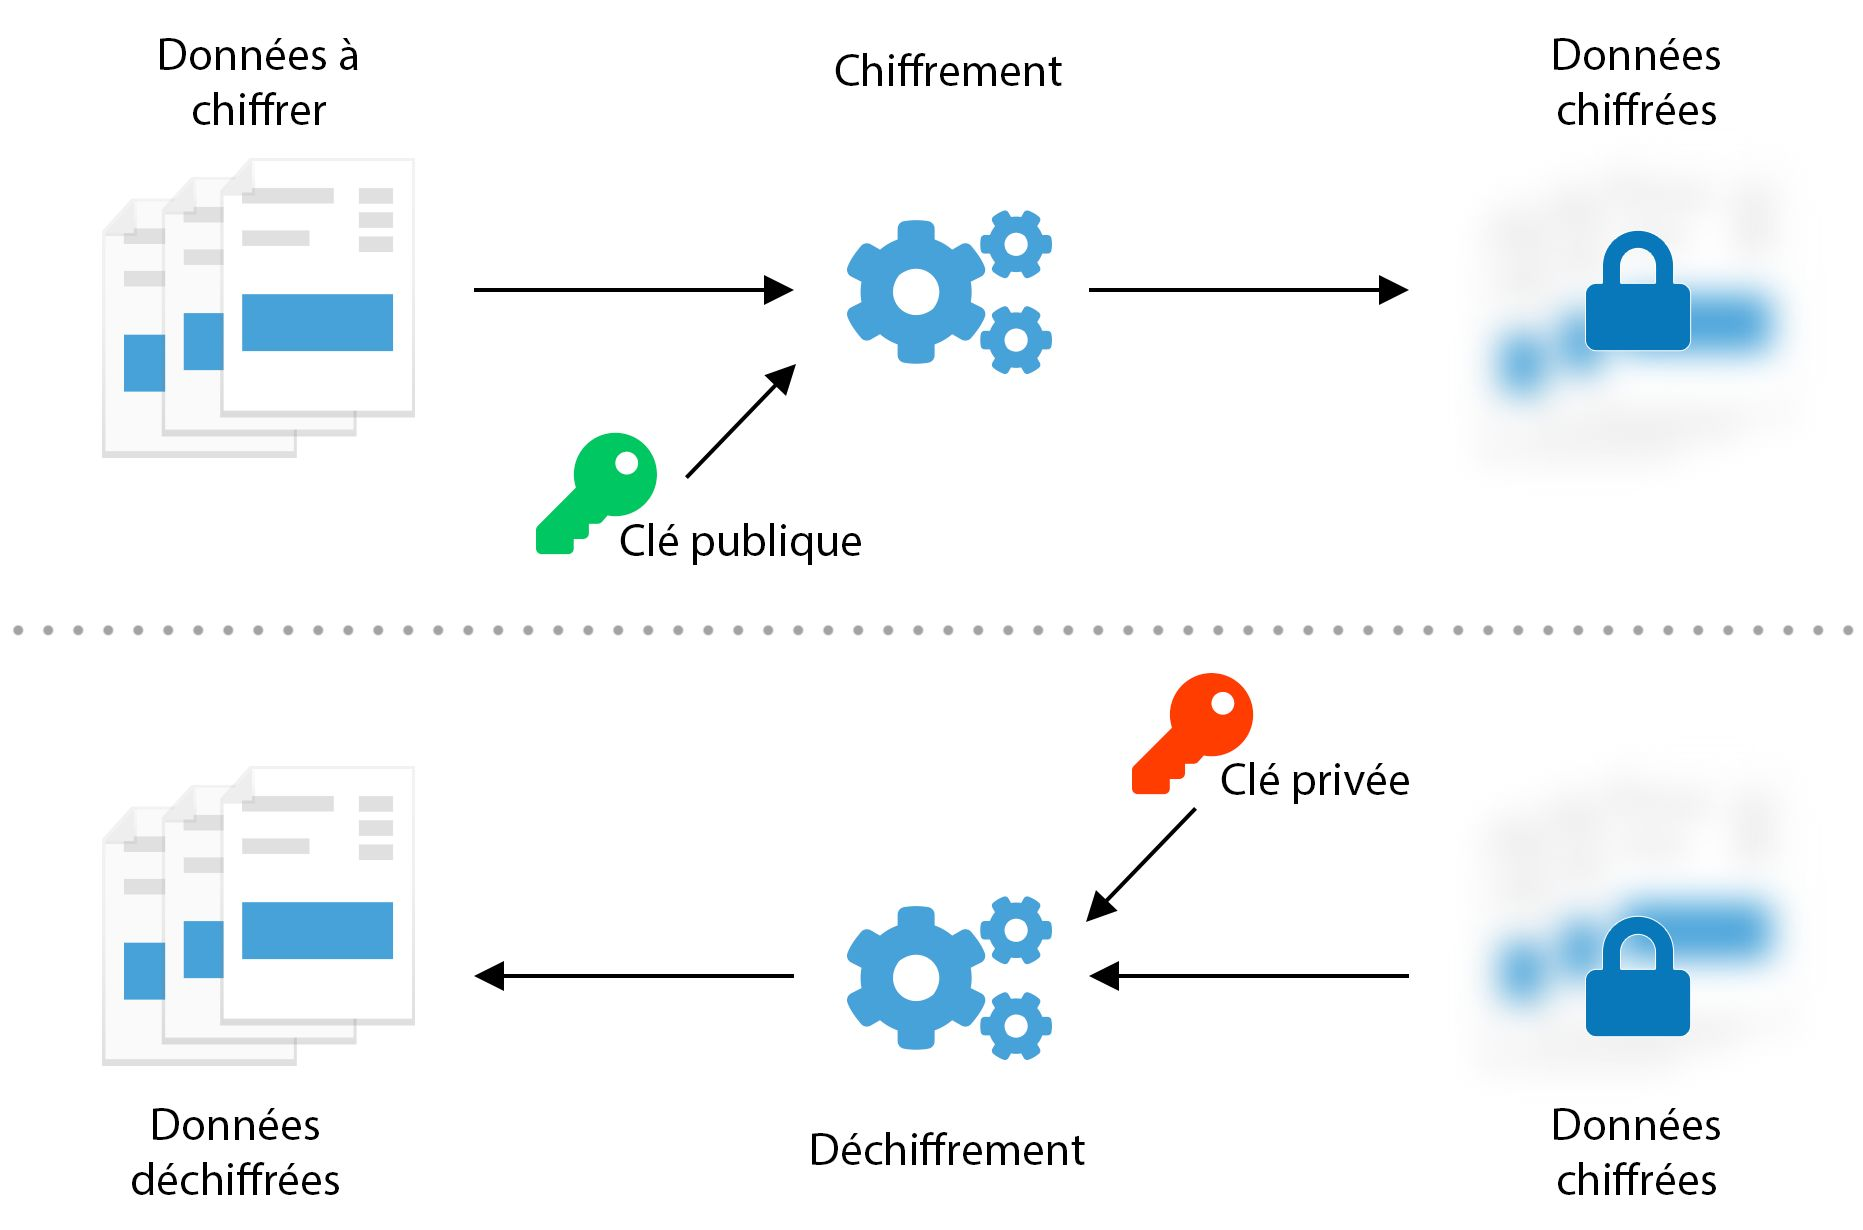 Données à
chiffrer
Chiffrement
Données
chiffrées
Clé publique
Clé privée
Données
déchiffrées
Déchiffrement
Données
chiffrées